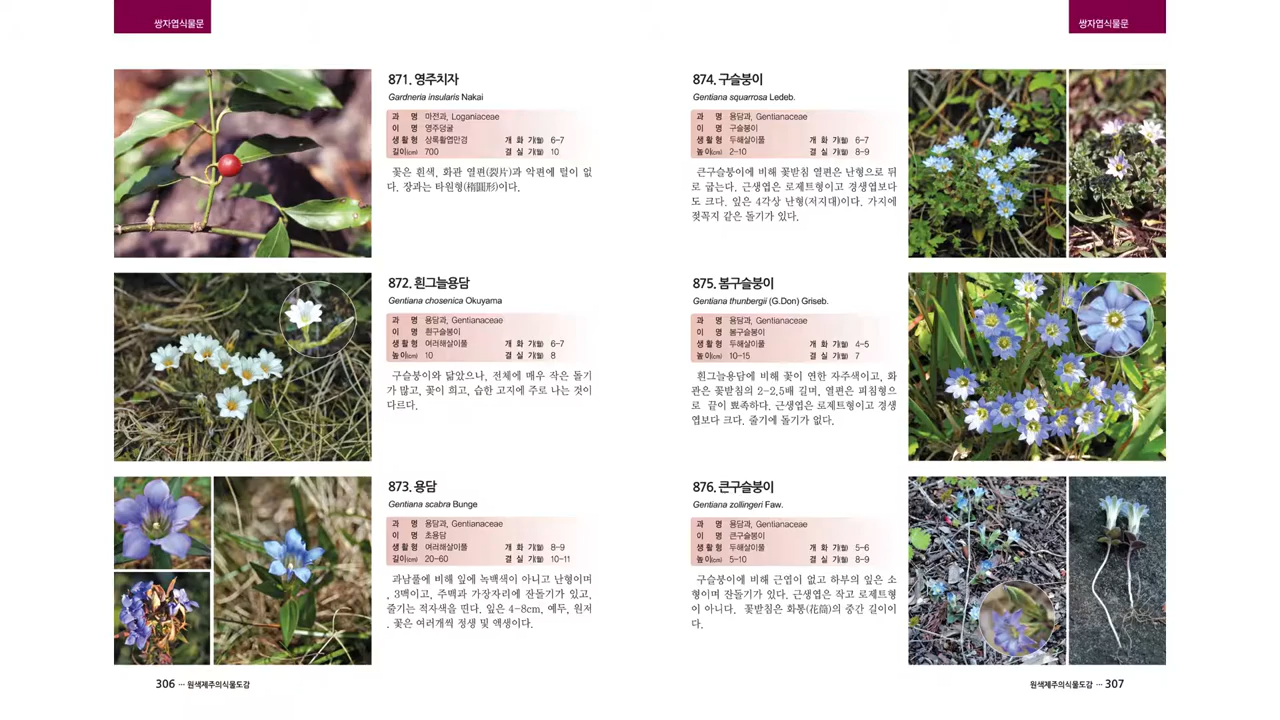 쌍자엽식물문
871. 영주치자
Gardneria insularis Nakai
과 명 마전과, Loganiaceae
이 명 영주덩굴
생활형 상록활엽만경 개화기(월) 6-7
길이(cm) 700 결실기(월) 10
꽃은 흰색, 화관 열편(裂片)과 악편에 털이 없
다. 장과는 타원형(楕圓形)이다.
872. 흰그늘용담
Gentiana chosenica Okuyama
과 명 용담과, Gentianaceae
이 명 흰구슬붕이
생활형 여러해살이풀 개화기(월) 6-7
높이(cm) 10 결실기(월) 8
구슬붕이와 닮았으나, 전체에 매우 작은 돌기
가 많고, 꽃이 희고, 습한 고지에 주로 나는 것이
다르다.
873. 용담
Gentiana scabra Bunge
과 명 용담과, Gentianaceae
이 명 초용담
생활형 여러해살이풀 개화기(월) 8-9
길이(cm) 20-60 결실기(월) 10-11
과남풀에 비해 잎에 녹백색이 아니고 난형이며
, 3맥이고, 주맥과 가장자리에 잔돌기가 있고,
줄기는 적자색을 띤다. 잎은 4-8cm, 예두, 원저
. 꽃은 여러개씩 정생 및 액생이다.
306 ··· 원색제주의식물도감
쌍자엽식물문
874. 구슬붕이
Gentiana squarrosa Ledeb.
과 명 용담과, Gentianaceae
이 명 구슬붕이
생활형 두해살이풀 개화기(월) 6-7
높이(cm) 2-10 결실기(월) 8-9
큰구슬붕이에 비해 꽃받침 열편은 난형으로 뒤
로 굽는다. 근생엽은 로제트형이고 경생엽보다
도 크다. 잎은 4각상 난형(저지대)이다. 가지에
젖꼭지 같은 돌기가 있다.
875. 봄구슬붕이
Gentiana thunbergii (G.Don) Griseb.
과 명 용담과, Gentianaceae
이 명 봄구슬붕이
생활형 두해살이풀 개화기(월) 4-5
높이(cm) 10-15 결실기(월) 7
흰그늘용담에 비해 꽃이 연한 자주색이고, 화
관은 꽃받침의 2-2.5배 길며, 열편은 피침형으
로 끝이 뾰족하다. 근생엽은 로제트형이고 경생
엽보다 크다. 줄기에 돌기가 없다.
876. 큰구슬붕이
Gentiana zollingeri Faw.
과 명 용담과, Gentianaceae
이 명 큰구슬붕이
생활형 두해살이풀 개화기(월) 5-6
높이(cm) 5-10 결실기(월) 8-9
구슬붕이에 비해 근엽이 없고 하부의 잎은 소
형이며 잔돌기가 있다. 근생엽은 작고 로제트형
이 아니다. 꽃받침은 화통(花筒)의 중간 길이이
다.
원색제주의식물도감 ··· 307